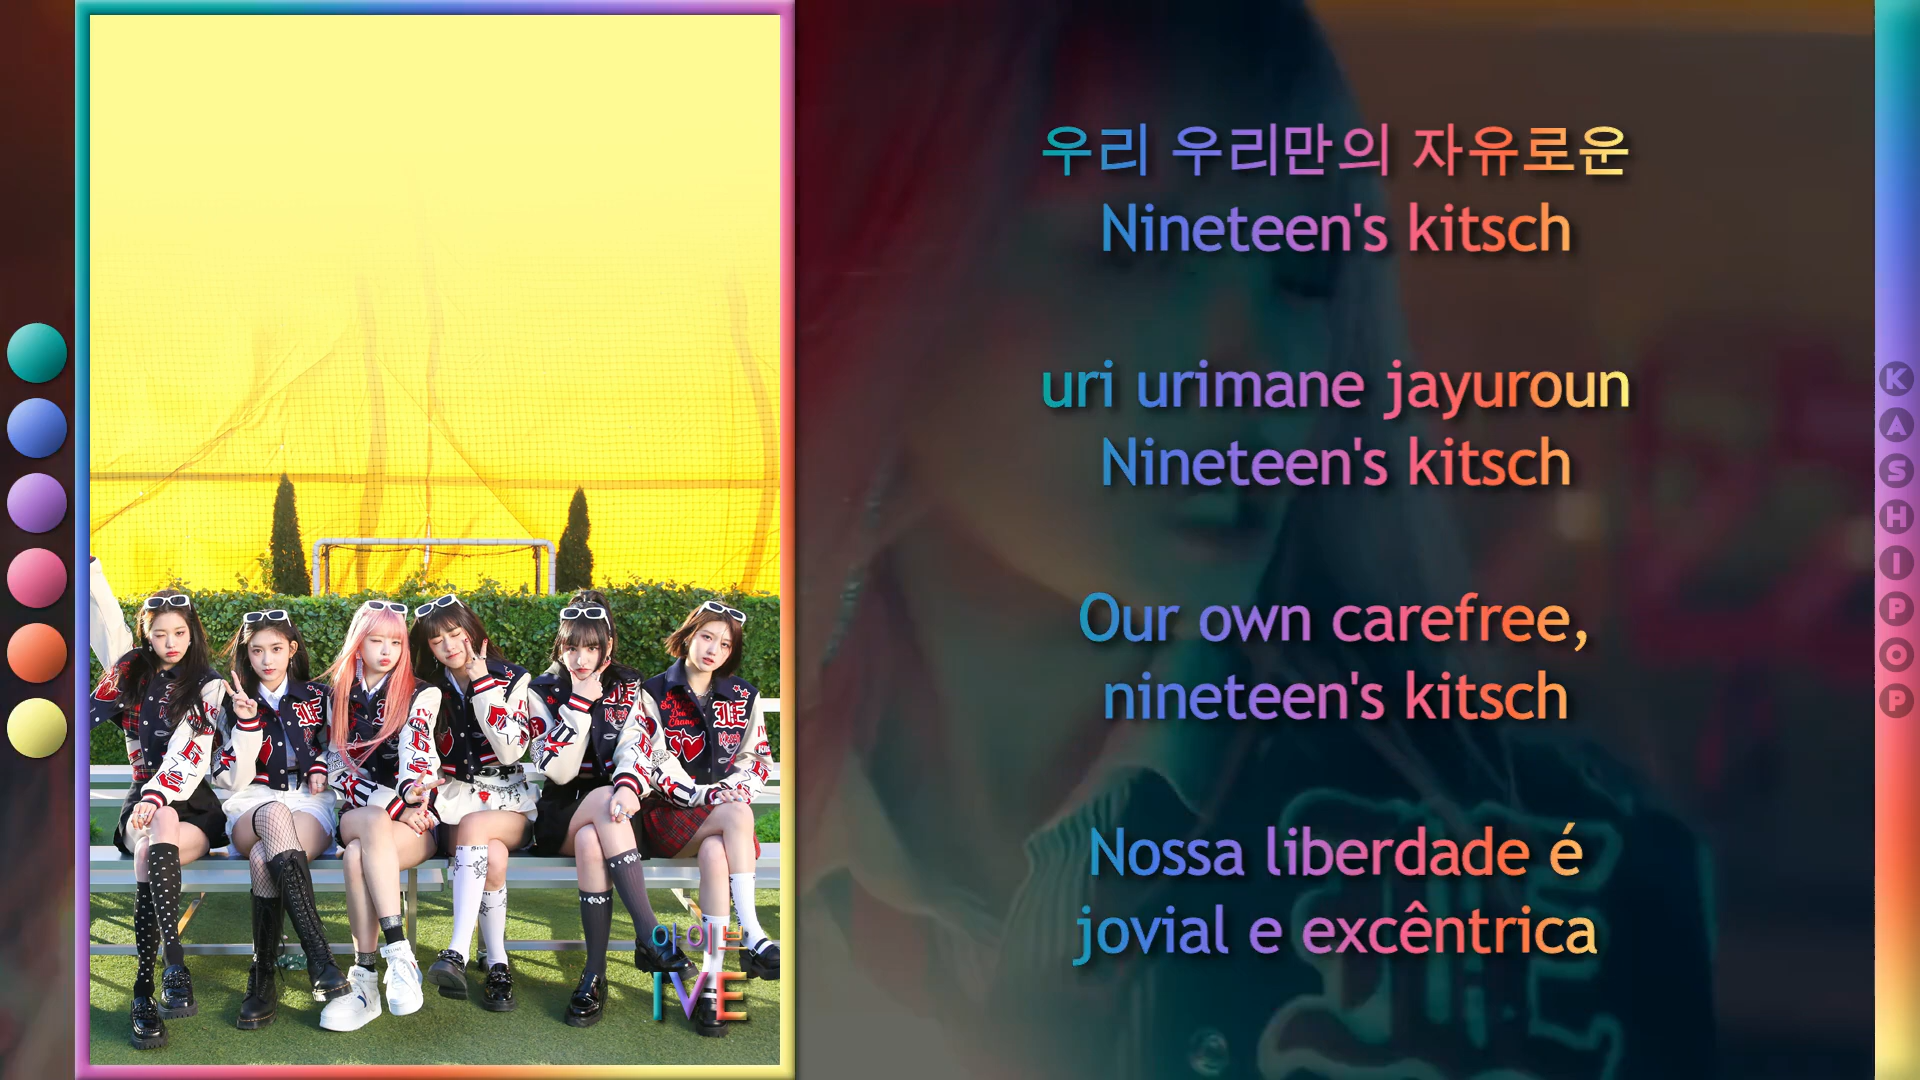 우리 우리만의 자유로운
Nineteen's kitsch
uri urimane jayuroun
Nineteen's kitsch
Our own carefree,
nineteen's kitsch
Nossa liberdade é
jovial e excêntrica
아이브
IVE
KASHIPOP